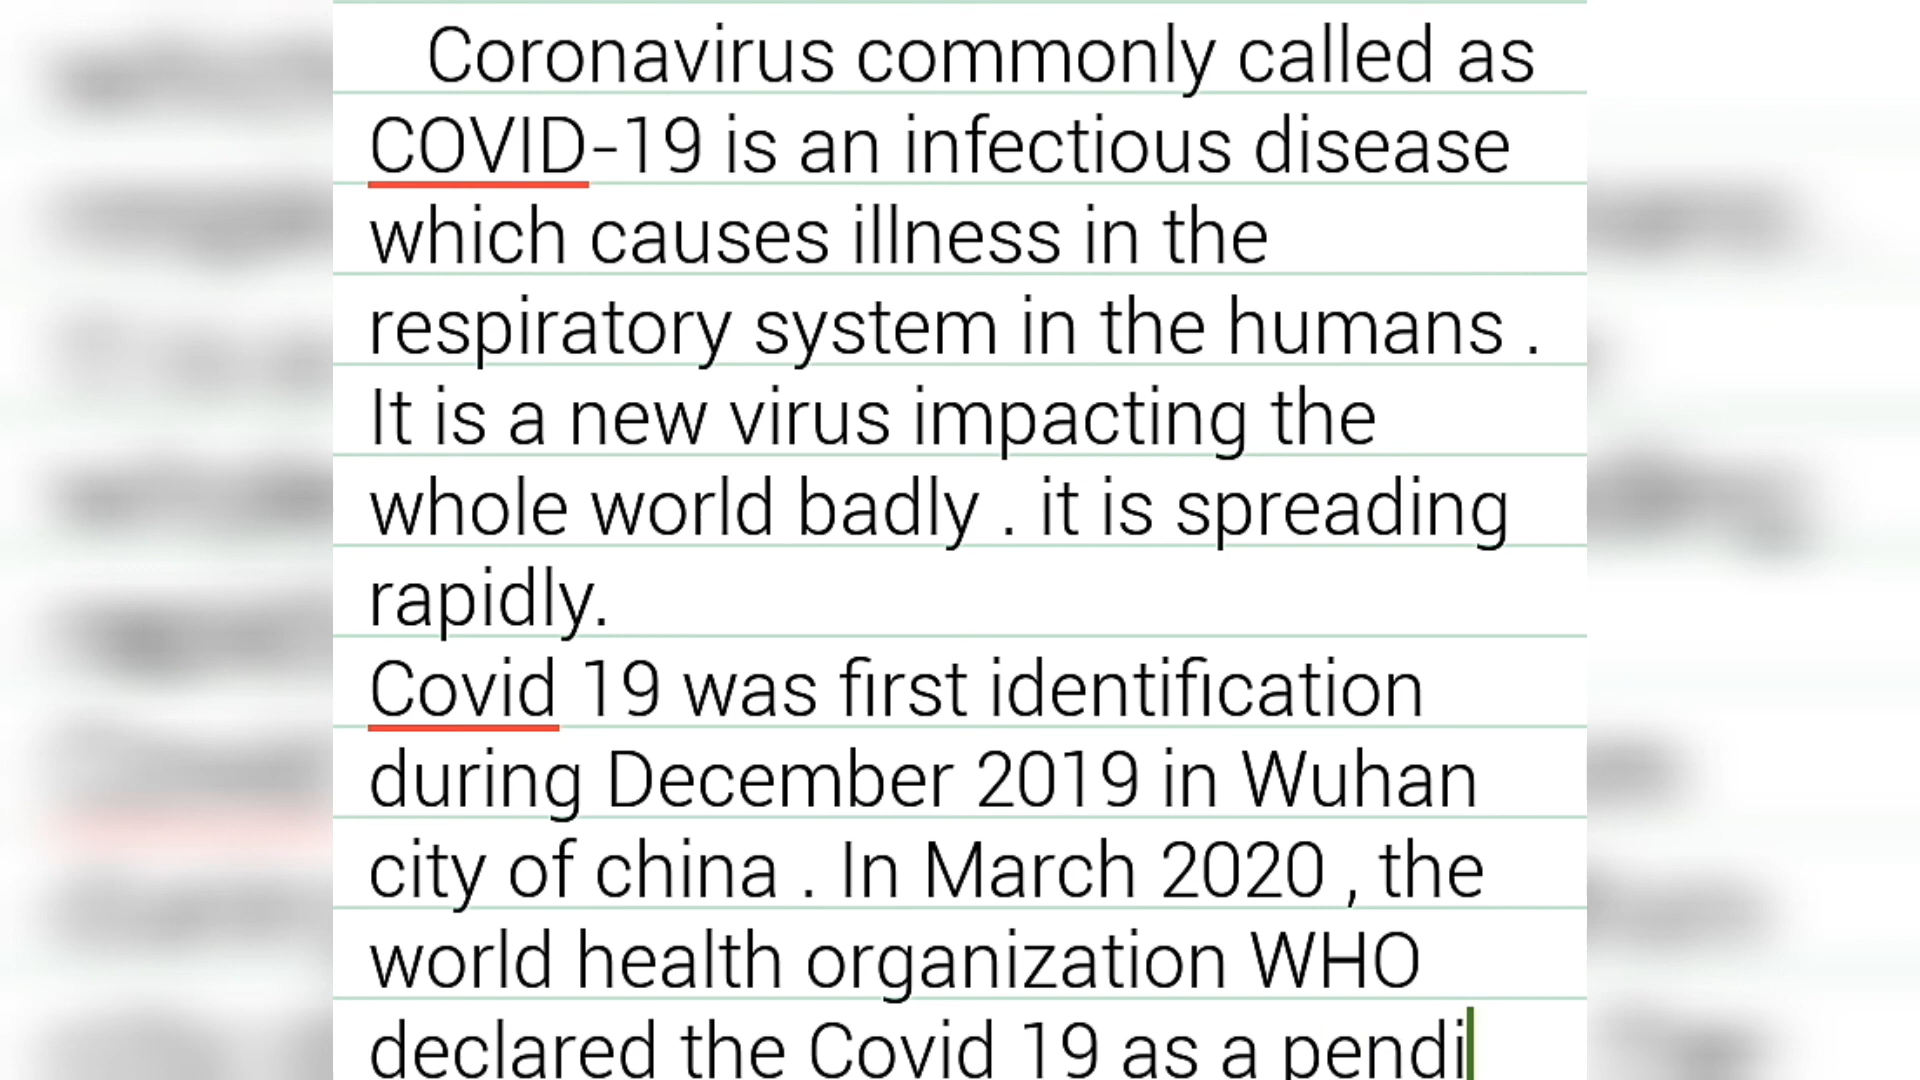 Coronavirus commonly called as
COVID-19 is an infectious disease
which causes illness in the
respiratory system in the humans .
It is a new virus impacting the
whole world badly . it is spreading
rapidly.
Covid 19 was first identification
during December 2019 in Wuhan
city of china . In March 2020 , the
world health organization WHO
declared the Covid 19 as a pendi